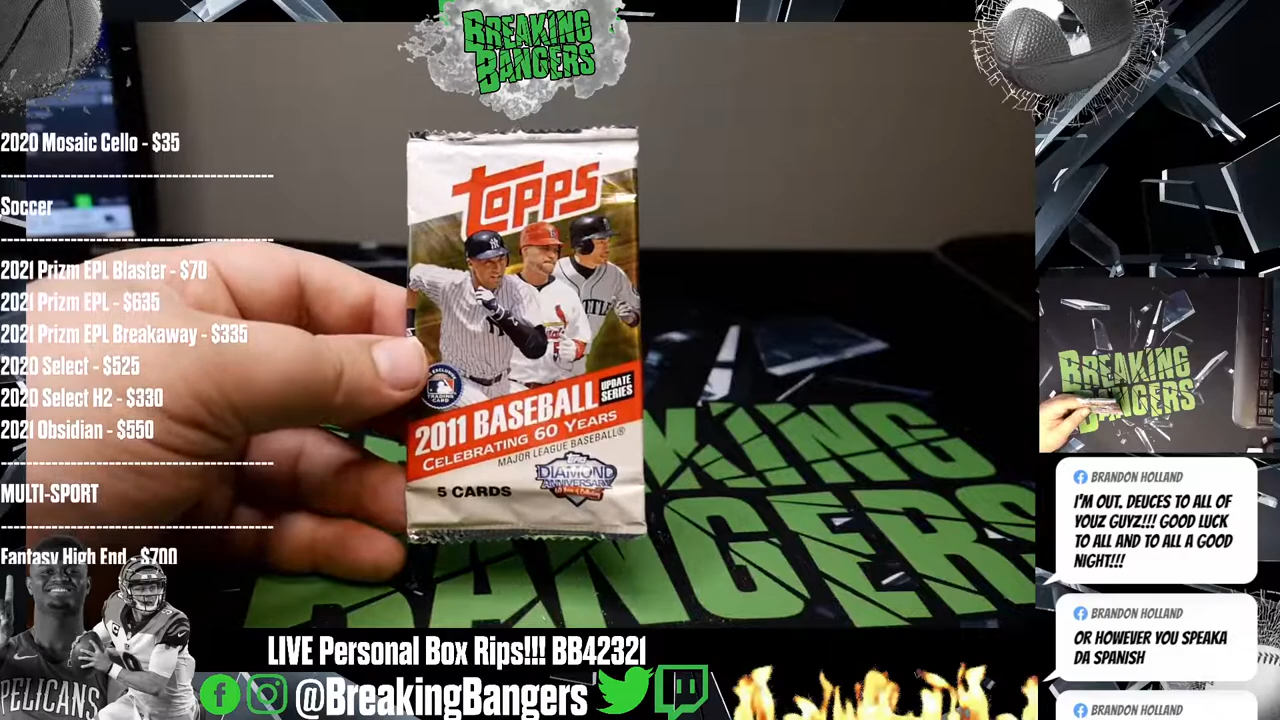 BREAKING
BANGERS
2020 Mosaic Cello - $35
Soccer
2021 Prizm EPL Blaster - $70
2021 Prizm EPL - $635
2021 Prizm EPL Breakaway - $335
2020 Select - $525
2020 Select H2 - $330
2021 Obsidian - $550
MULTI-SPORT
Fantasy High End - $700
PELICANS
TOPPS
UPDATE
SERIES
2011 BASEBALL
CELEBRATING 60 YEARS
MAJOR LEAGUE BASEBALL®
5 CARDS
Topps
DIAMOND
ANNIVERSARY
BREAKING
BANGERS
BRANDON HOLLAND
I'M OUT. DEUCES TO ALL OF
YOUZ GUYZ!!! GOOD LUCK
TO ALL AND TO ALL A GOOD
NIGHT!!!
BRANDON HOLLAND
OR HOWEVER YOU SPEAKA
DA SPANISH
BRANDON HOLLAND
LIVE Personal Box Rips!!! BB42321
@BreakingBangers